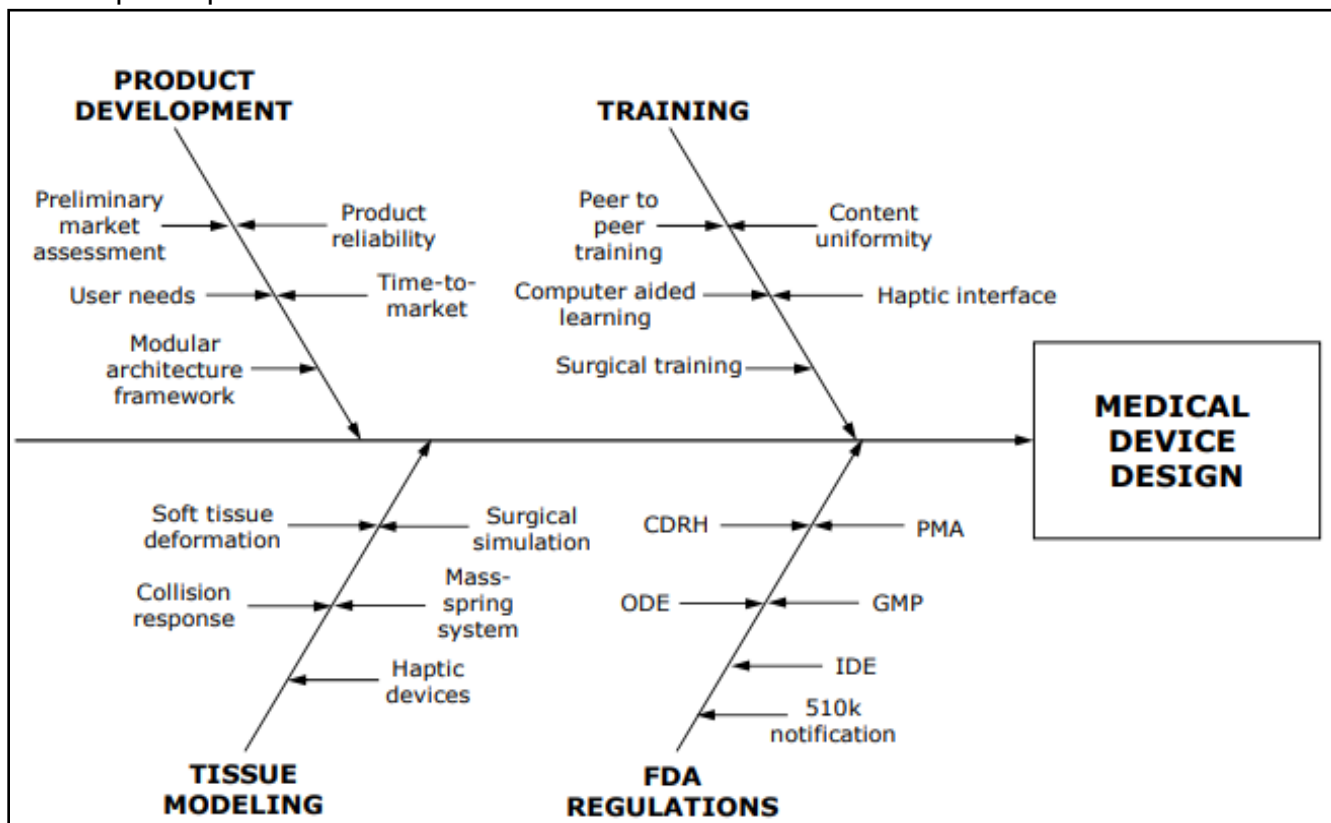 PRODUCT
DEVELOPMENT
TRAINING
Preliminary
market
assessment
Product
reliability
User needs
Time-to-
market
Modular
architecture
framework
Peer to
peer
training
Content
uniformity
Computer aided
learning
Haptic interface
Surgical training
MEDICAL
DEVICE
DESIGN
Soft tissue
deformation
Surgical
simulation
Collision
response
Mass-
spring
system
Haptic
devices
TISSUE
MODELING
CDRH
PMA
ODE
GMP
IDE
510k
notification
FDA
REGULATIONS